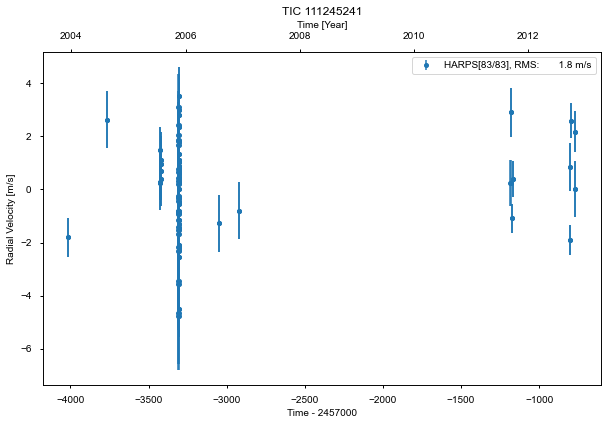 TIC 111245241
Time [Year]
2004 2006 2008 2010 2012
HARPS[83/83], RMS: 1.8 m/s
Radial Velocity [m/s]
4
2
0
−2
−4
−6
−4000 −3500 −3000 −2500 −2000 −1500 −1000
Time - 2457000